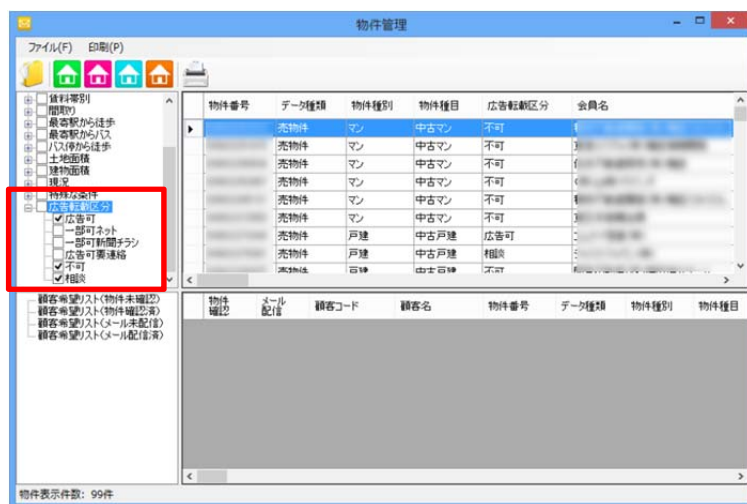 物件管理
ファイル(F) 印刷(P)
賃料帯別
間取り
最寄駅から徒歩
最寄駅からバス
バス停から徒歩
土地面積
建物面積
現況
特殊な条件
広告転載区分
広告可
一部可ネット
一部可新聞チラシ
広告可要連絡
不可
相談
物件番号 データ種類 物件種別 物件種目 広告転載区分 会員名
売物件 マン 中古マン 不可
売物件 マン 中古マン 不可
売物件 マン 中古マン 不可
売物件 マン 中古マン 不可
売物件 マン 中古マン 不可
売物件 マン 中古マン 不可
売物件 戸建 中古戸建 広告可
売物件 戸建 中古戸建 相談
売物件 戸建 中古戸建 不可
顧客希望リスト(物件未確認)
顧客希望リスト(物件確認済)
顧客希望リスト(メール未配信)
顧客希望リスト(メール配信済)
物件確認 メール配信 顧客コード 顧客名 物件番号 データ種類 物件種別 物件種目
物件表示件数: 99件